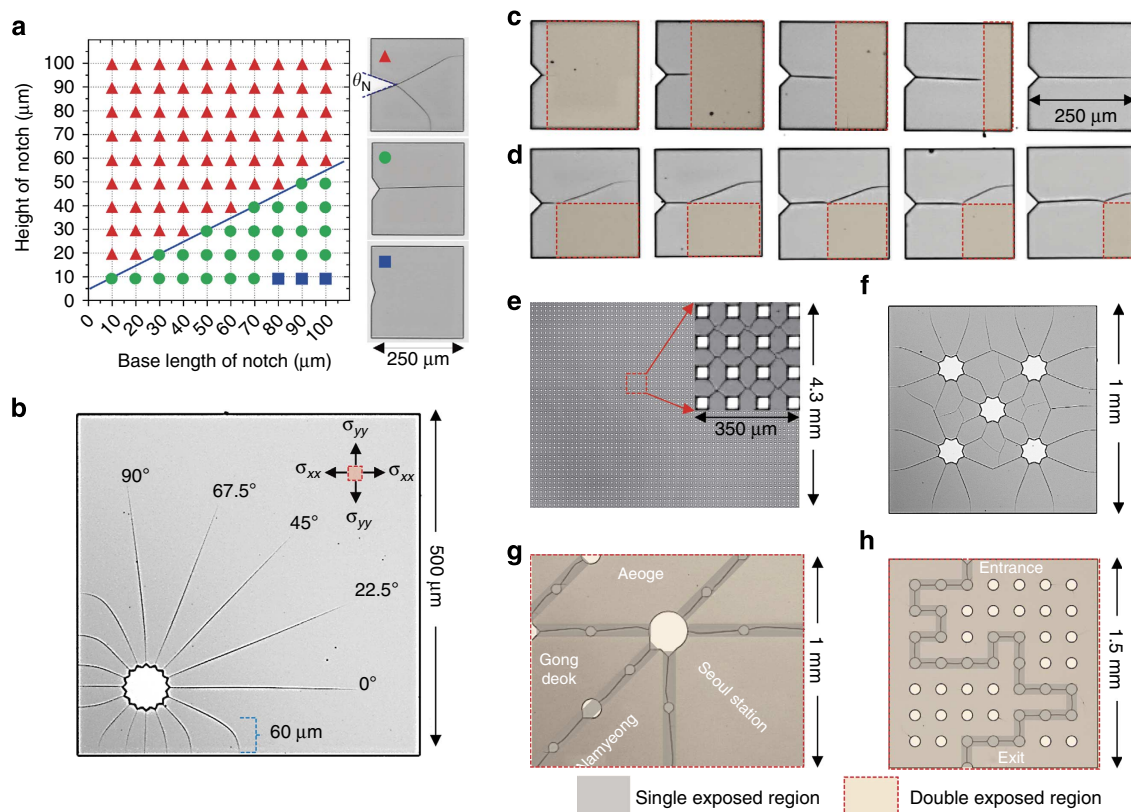 a
Height of notch (μm)
100
90
80
70
60
50
40
30
20
10
0
0 10 20 30 40 50 60 70 80 90 100
Base length of notch (μm)
θN
250 μm
b
90°
67.5°
45°
22.5°
0°
60 μm
σyy
σxx σxx
σyy
500 μm
c
250 μm
d
e
350 μm
4.3 mm
f
1 mm
g
Aeoge
Gong
deok
Namyeong
Seoul station
1 mm
h
Entrance
Exit
1.5 mm
Single exposed region
Double exposed region